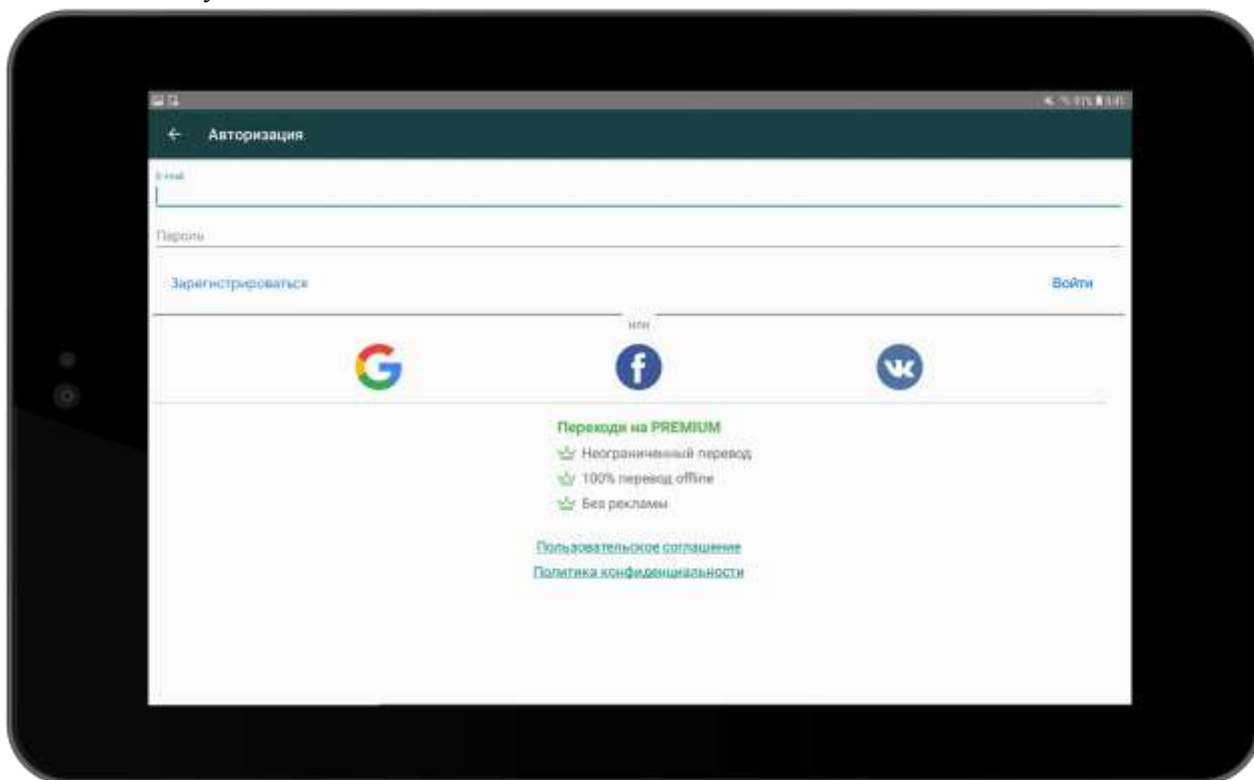 Авторизация
E-mail
Пароль
Зарегистрироваться
Войти
или
Переходи на PREMIUM
Неограниченный перевод
100% перевод offline
Без рекламы
Пользовательское соглашение
Политика конфиденциальности